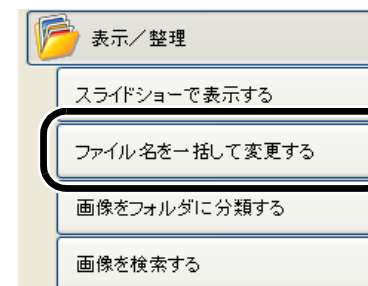 表示／整理
スライドショーで表示する
ファイル名を一括して変更する
画像をフォルダに分類する
画像を検索する